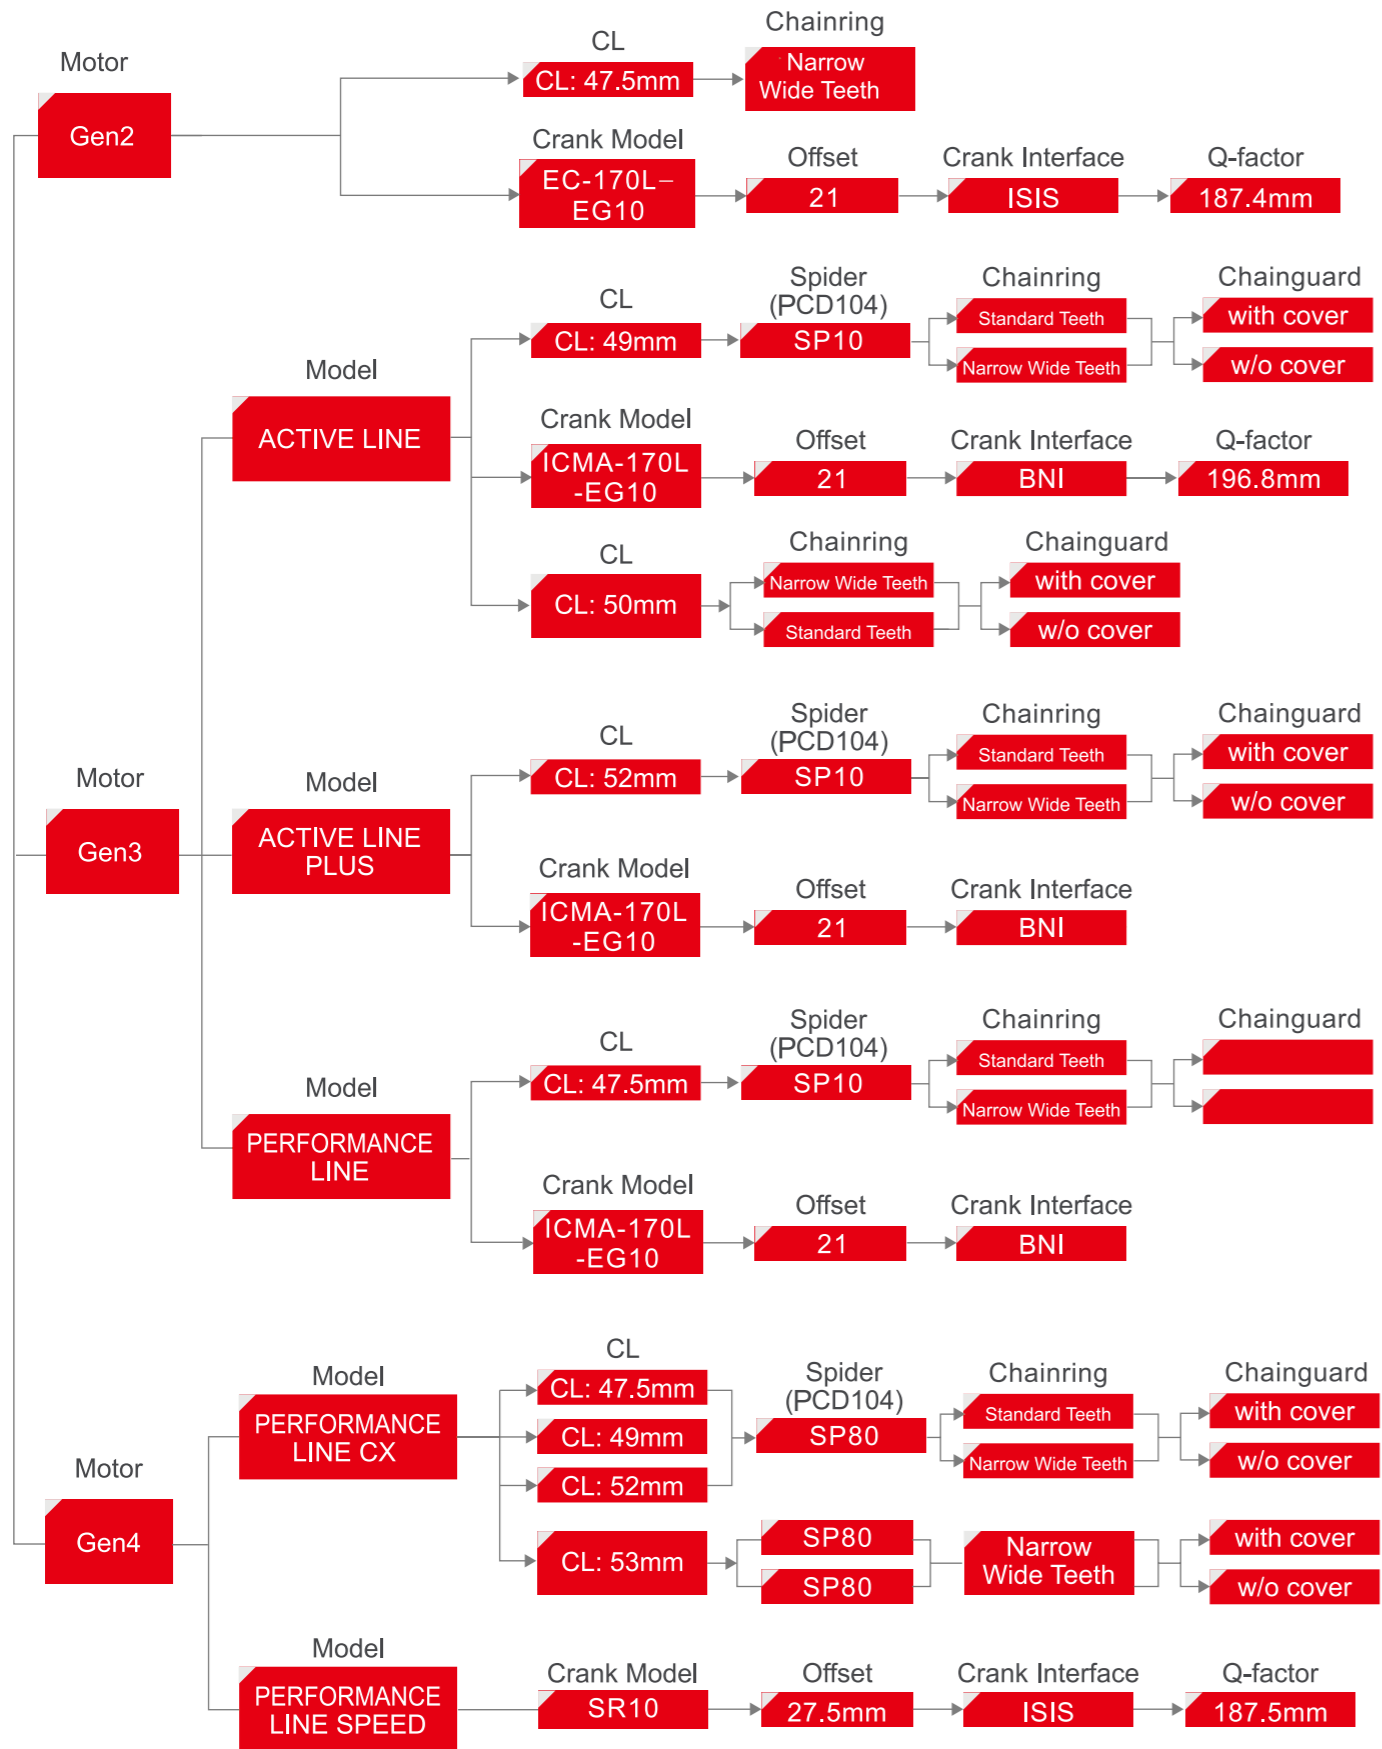 Chainring
CL
Motor
CL: 47.5mm
Narrow
Wide Teeth
Gen2
Crank Model
Offset
Crank Interface
Q-factor
EC-170L–
EG10
21
ISIS
187.4mm
CL
Spider
(PCD104)
Chainring
Chainguard
CL: 49mm
SP10
Standard Teeth
with cover
Narrow Wide Teeth
w/o cover
Model
ACTIVE LINE
Crank Model
Offset
Crank Interface
Q-factor
ICMA-170L
-EG10
21
BNI
196.8mm
CL
Chainring
Chainguard
CL: 50mm
Narrow Wide Teeth
with cover
Standard Teeth
w/o cover
CL
Spider
(PCD104)
Chainring
Chainguard
CL: 52mm
SP10
Standard Teeth
with cover
Narrow Wide Teeth
w/o cover
Motor
Model
Gen3
ACTIVE LINE
PLUS
Crank Model
Offset
Crank Interface
ICMA-170L
-EG10
21
BNI
CL
Spider
(PCD104)
Chainring
Chainguard
CL: 47.5mm
SP10
Standard Teeth
Narrow Wide Teeth
Model
PERFORMANCE
LINE
Crank Model
Offset
Crank Interface
ICMA-170L
-EG10
21
BNI
Model
CL
Spider
(PCD104)
Chainring
Chainguard
PERFORMANCE
LINE CX
CL: 47.5mm
CL: 49mm
CL: 52mm
SP80
Standard Teeth
with cover
Narrow Wide Teeth
w/o cover
Motor
Gen4
CL: 53mm
SP80
SP80
Narrow
Wide Teeth
with cover
w/o cover
Model
PERFORMANCE
LINE SPEED
Crank Model
Offset
Crank Interface
Q-factor
SR10
27.5mm
ISIS
187.5mm